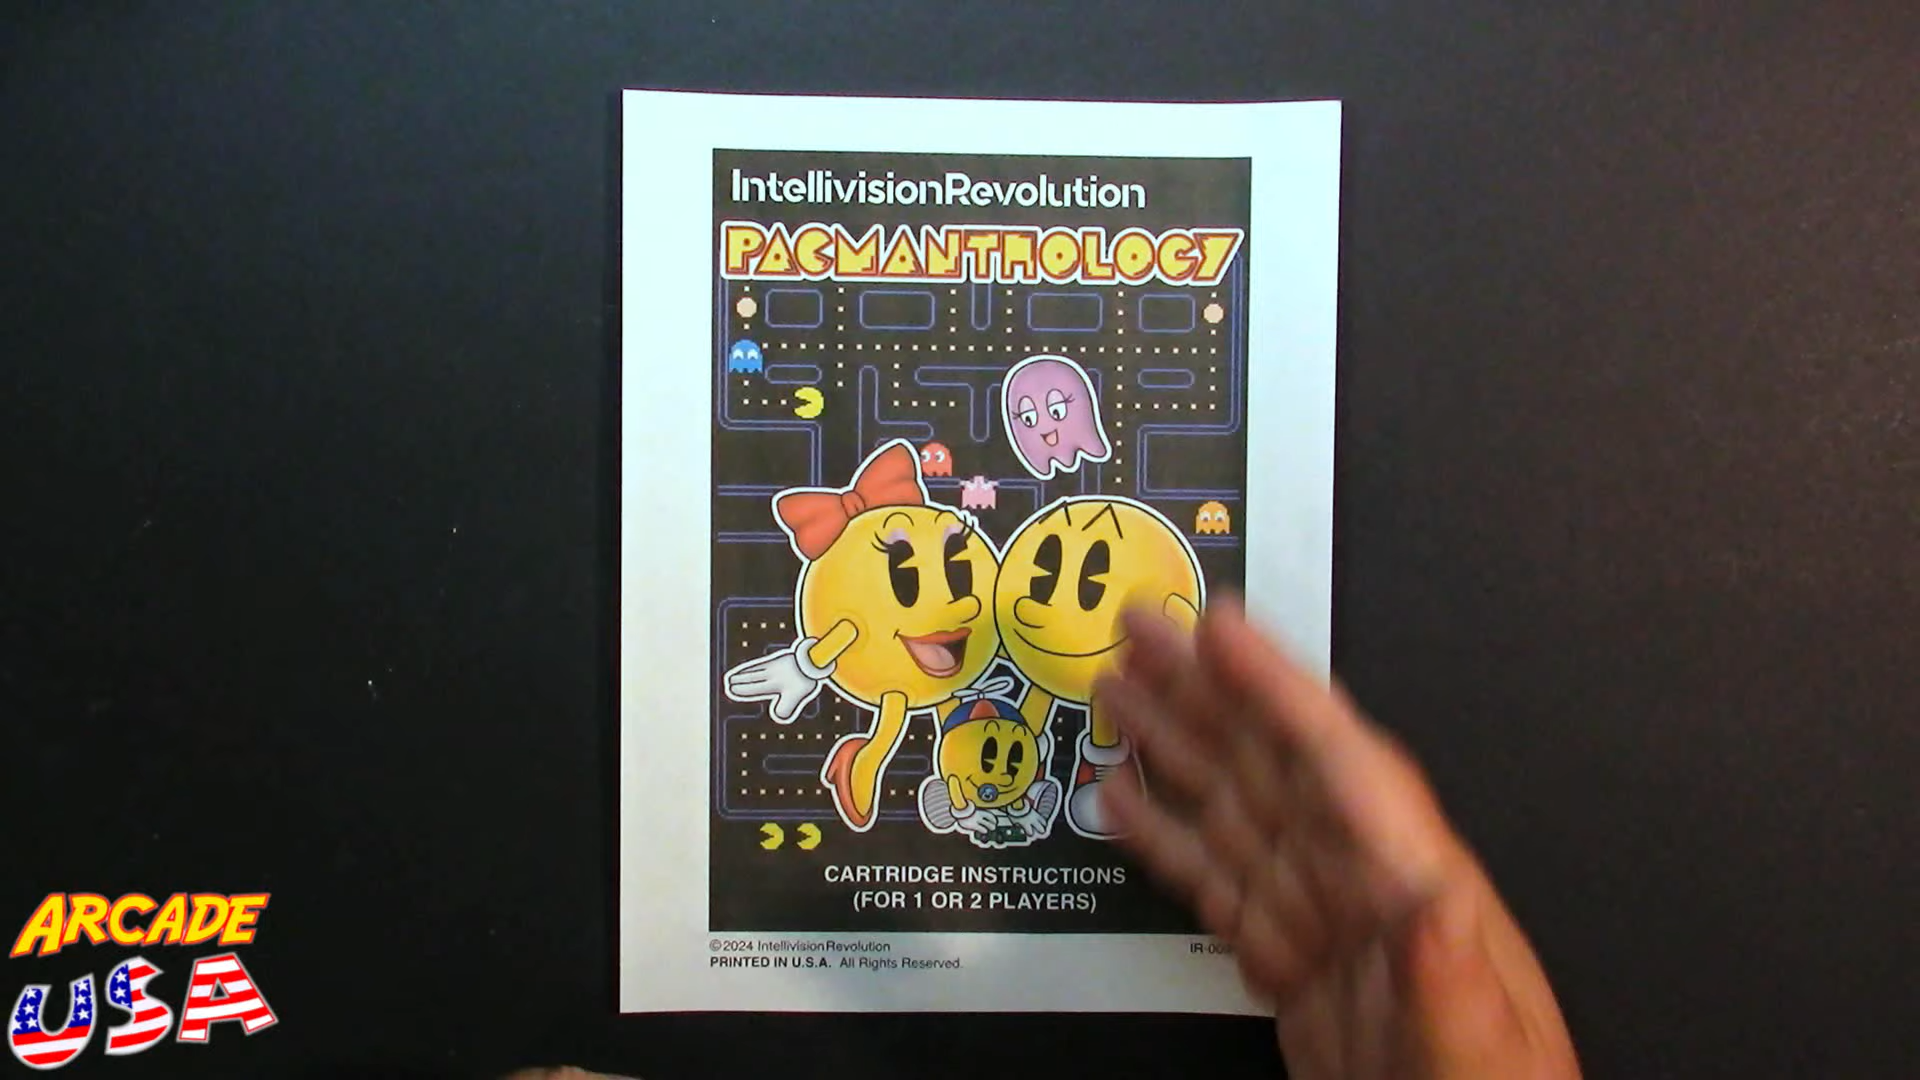 IntellivisionRevolution
PACMANTHOLOGY
CARTRIDGE INSTRUCTIONS
(FOR 1 OR 2 PLAYERS)
©2024 IntellivisionRevolution
PRINTED IN U.S.A. All Rights Reserved.
ARCADE
USA